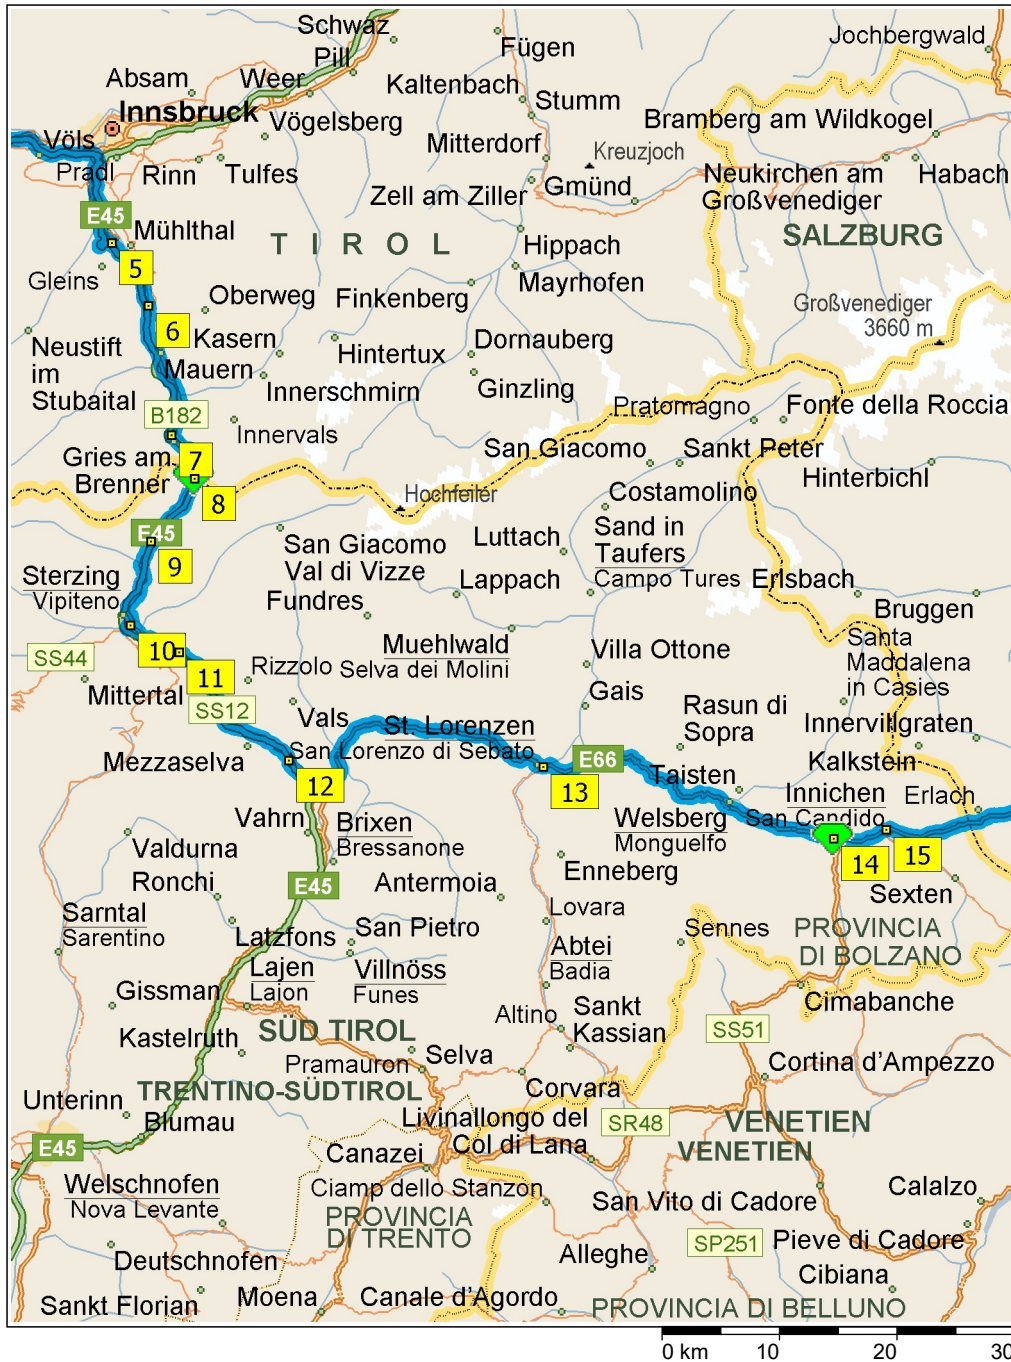 Schwaz
Pill
Fügen
Jochbergwald
Absam
Weer
Kaltenbach
Stumm
Innsbruck
Vögelsberg
Bramberg am Wildkogel
Völs
Mitterdorf
Kreuzjoch
Pradl
Rinn
Tulfes
Zell am Ziller
Gmünd
Neukirchen am
Großvenediger
Habach
E45
Mühlthal
TIROL
Hippach
SALZBURG
Gleins
5
Mayrhofen
Oberweg
Finkenberg
Großvenediger
3660 m
6
Kasern
Neustift
im
Stubaital
Mauern
Hintertux
Dornauberg
Innerschmirn
Ginzling
B182
Innervals
Pratomagno
Fonte della Roccia
Gries am
Brenner
7
San Giacomo
Sankt Peter
Hinterbichl
8
Hochfeiler
Costamolino
E45
9
San Giacomo
Val di Vizze
Luttach
Sand in
Taufers
Campo Tures
Sterzing
Vipiteno
Fundres
Lappach
Erlsbach
Bruggen
10
SS44
11
Rizzolo
Muehlwald
Selva dei Molini
Villa Ottone
Santa
Maddalena
in Casies
Mittertal
SS12
Vals
Gais
Rasun di
Sopra
Innervillgraten
St. Lorenzen
San Lorenzo di Sebato
Mezzaselva
12
E66
13
Taisten
Kalkstein
Innichen
San Candido
Erlach
Vahrn
Brixen
Bressanone
Welsberg
Monguelfo
14
15
Valdurna
Ronchi
E45
Antermoia
Enneberg
Sexten
Sarntal
Sarentino
Latzfons
San Pietro
Lovara
Sennes
PROVINCIA
DI BOLZANO
Lajen
Laion
Villnöss
Funes
Abtei
Badia
Gissman
Altino
Sankt
Kassian
Cimabanche
Kastelruth
SÜD TIROL
SS51
Pramauron
Selva
Cortina d'Ampezzo
Unterinn
TRENTINO-SÜDTIROL
Corvara
Blumau
Livinallongo del
Col di Lana
SR48
VENETIEN
VENETIEN
E45
Canazei
Welschnofen
Nova Levante
Ciamp dello Stanzon
San Vito di Cadore
Calalzo
PROVINCIA
DI TRENTO
Deutschnofen
Alleghe
SP251
Pieve di Cadore
Cibiana
Sankt Florian
Moena
Canale d'Agordo
PROVINCIA DI BELLUNO
0 km
10
20
30